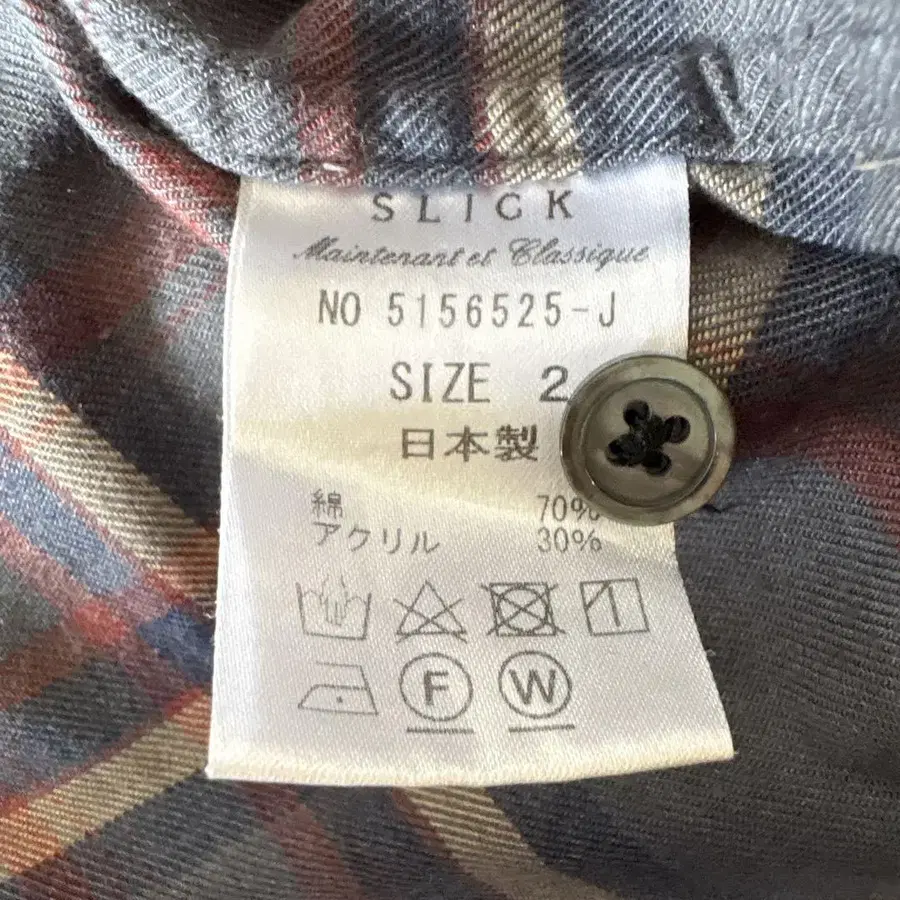 SLICK
Maintenant et Classique
NO 5156525-J
SIZE 2
日本製
綿 70%
アクリル 30%
F W